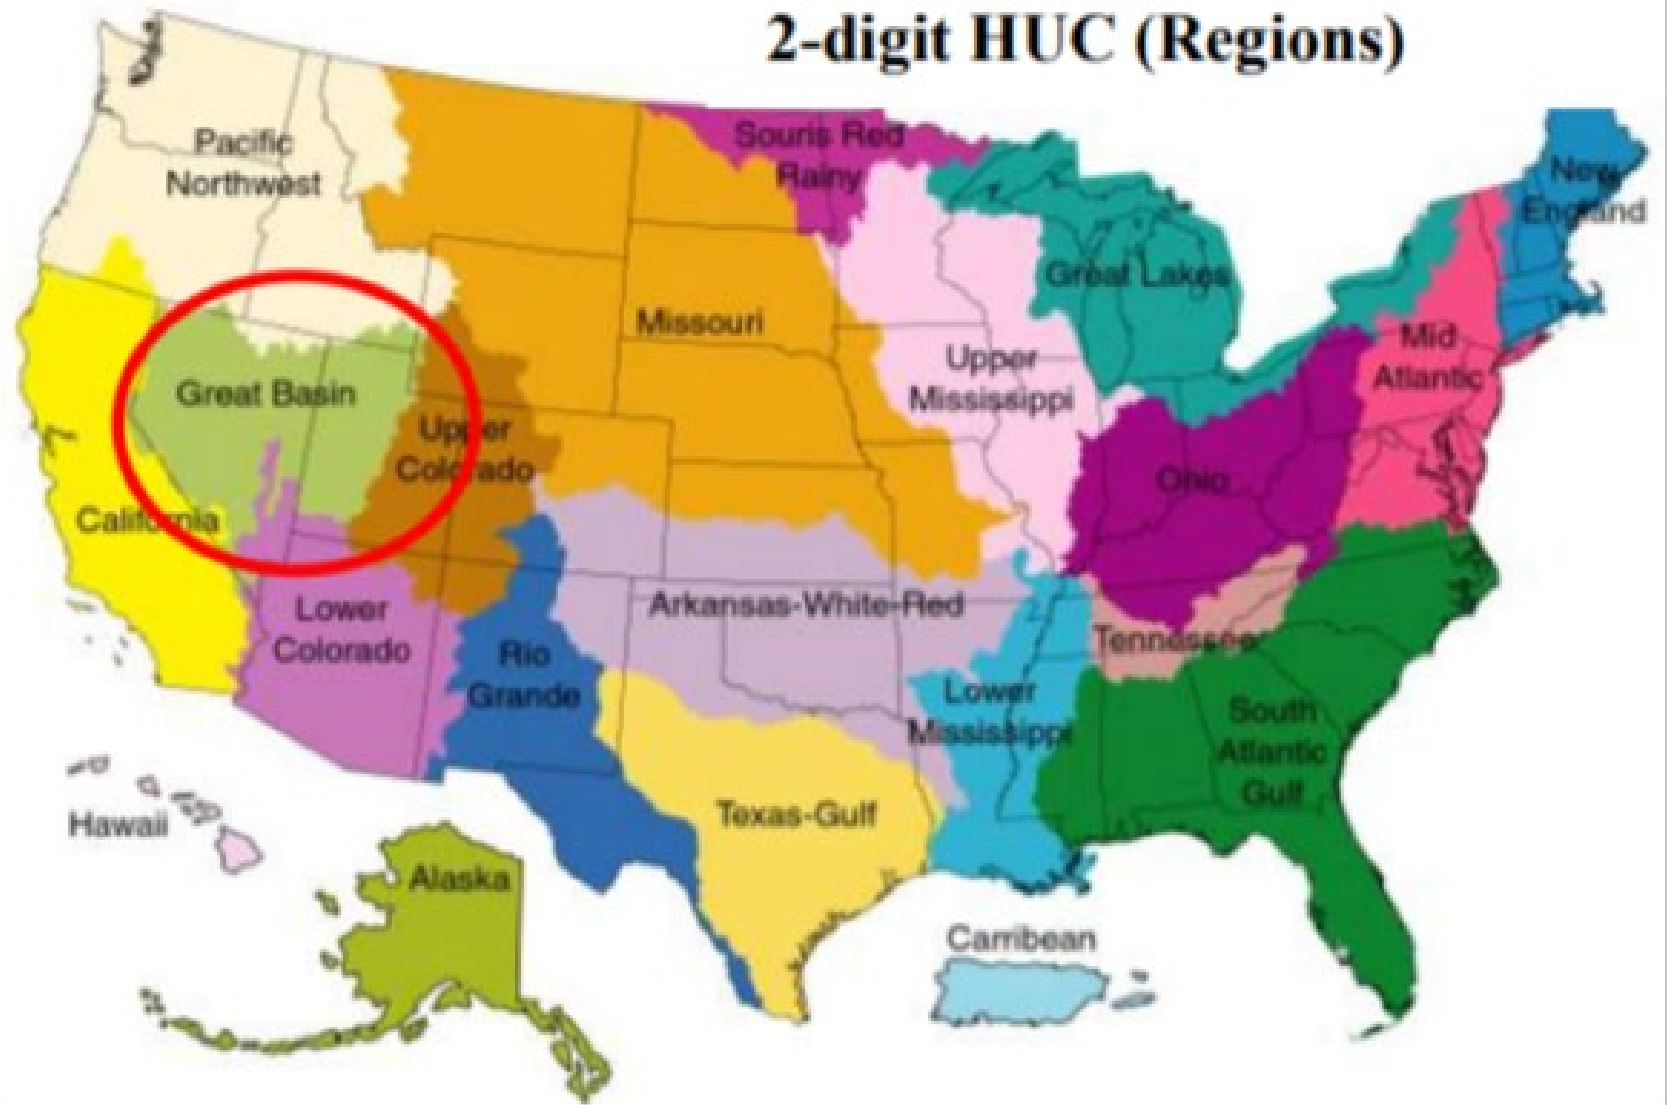 2-digit HUC (Regions)
Pacific
Northwest
Souris Red
Rainy
New
England
Great Lakes
Missouri
Upper
Mississippi
Mid
Atlantic
Great Basin
Upper
Colorado
Ohio
California
Lower
Colorado
Arkansas-White-Red
Tennessee
Rio
Grande
Lower
Mississippi
South
Atlantic
Gulf
Texas-Gulf
Hawaii
Alaska
Carribean